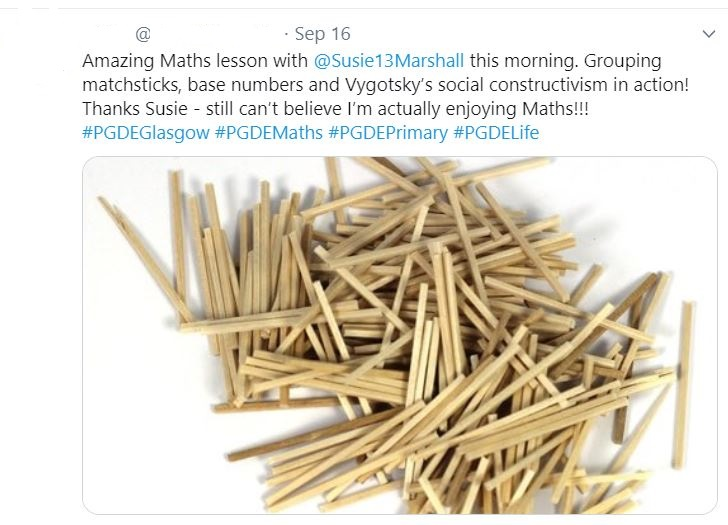 @ · Sep 16
Amazing Maths lesson with @Susie13Marshall this morning. Grouping
matchsticks, base numbers and Vygotsky's social constructivism in action!
Thanks Susie - still can't believe I'm actually enjoying Maths!!!
#PGDEGlasgow #PGDEMaths #PGDEPrimary #PGDELife